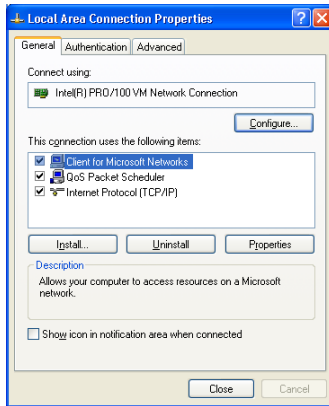 Local Area Connection Properties
General Authentication Advanced
Connect using:
Intel(R) PRO/100 VM Network Connection
Configure...
This connection uses the following items:
Client for Microsoft Networks
QoS Packet Scheduler
Internet Protocol (TCP/IP)
Install... Uninstall Properties
Description
Allows your computer to access resources on a Microsoft
network.
Show icon in notification area when connected
Close Cancel